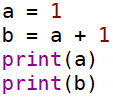 a = 1
b = a + 1
print(a)
print(b)